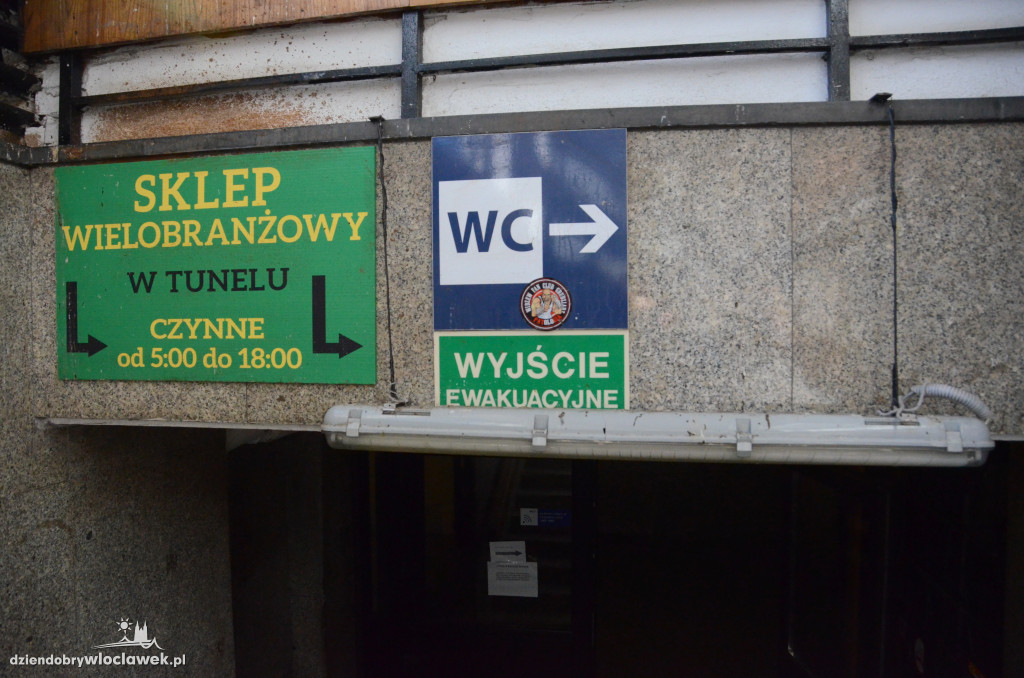 SKLEP
WIELOBRANŻOWY
W TUNELU
CZYNNE
od 5:00 do 18:00
WC
WYJŚCIE
EWAKUACYJNE
dziendobrywloclawek.pl